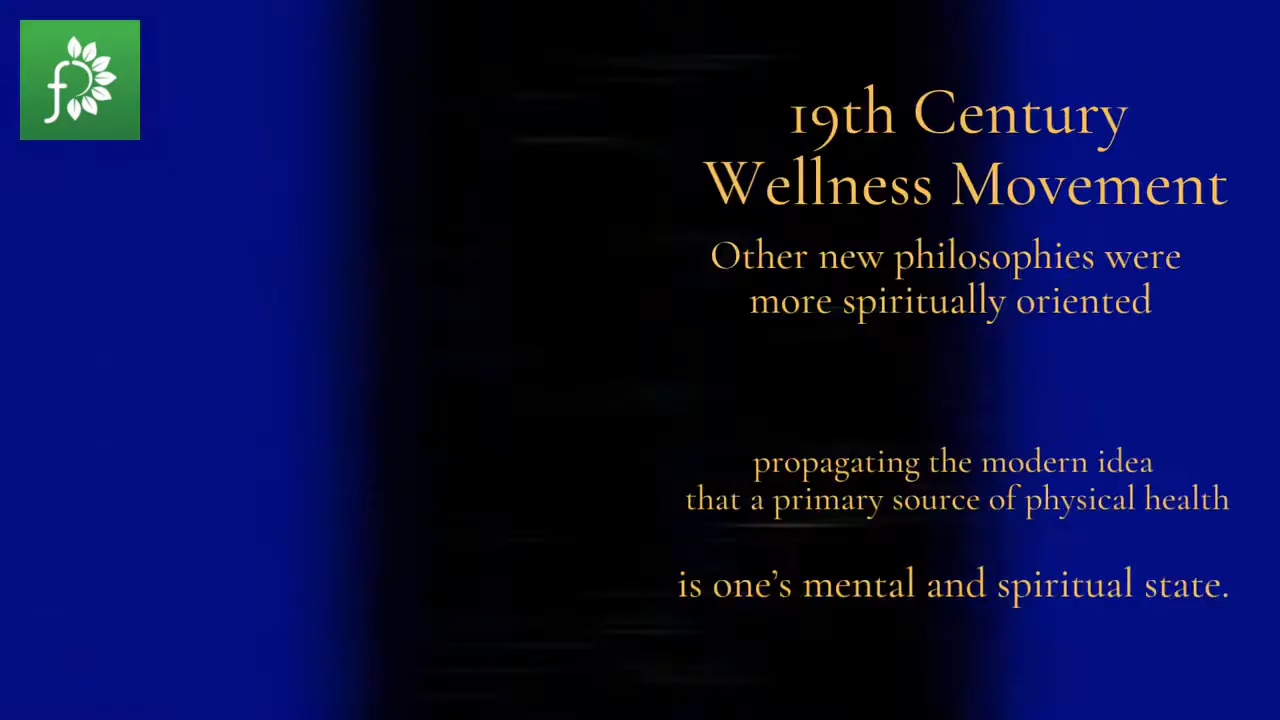 19th Century
Wellness Movement
Other new philosophies were
more spiritually oriented
propagating the modern idea
that a primary source of physical health
is one’s mental and spiritual state.